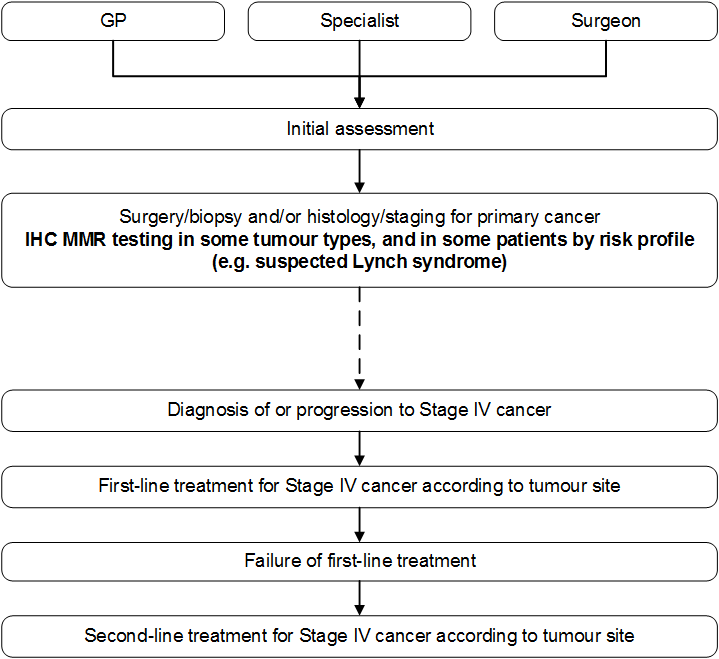 GP
Specialist
Surgeon
Initial assessment
Surgery/biopsy and/or histology/staging for primary cancer
IHC MMR testing in some tumour types, and in some patients by risk profile
(e.g. suspected Lynch syndrome)
Diagnosis of or progression to Stage IV cancer
First-line treatment for Stage IV cancer according to tumour site
Failure of first-line treatment
Second-line treatment for Stage IV cancer according to tumour site